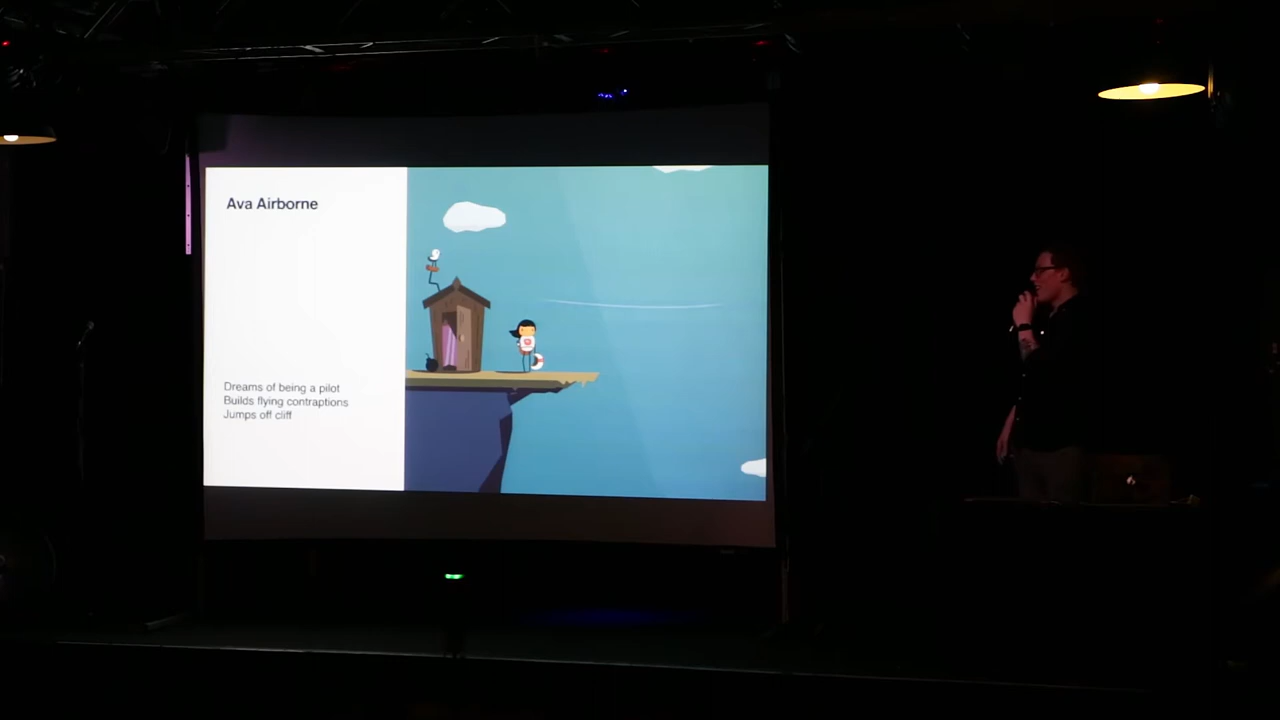 Ava Airborne
Dreams of being a pilot
Builds flying contraptions
Jumps off cliff